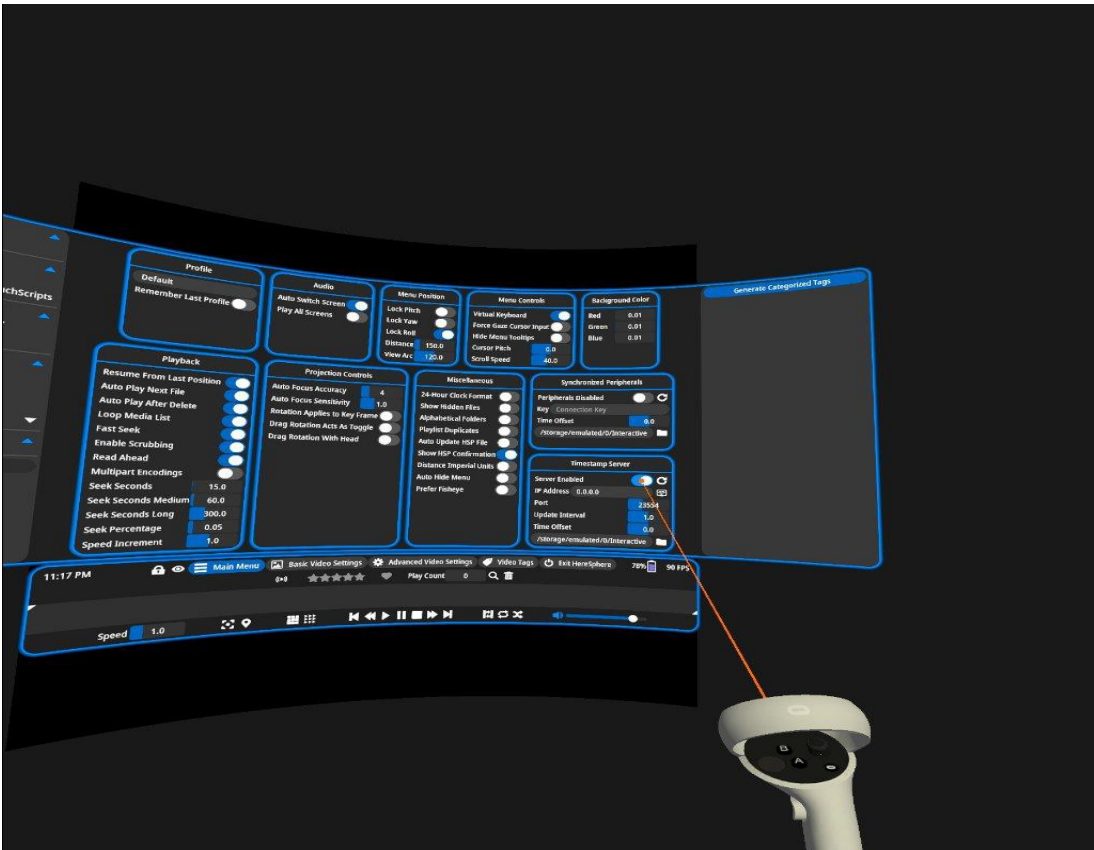 chScripts
Profile
Default
Remember Last Profile
Audio
Auto Switch Screen
Play All Screens
Menu Position
Lock Pitch
Lock Yaw
Lock Roll
Distance 150.0
View Arc 120.0
Menu Controls
Virtual Keyboard
Force Gaze Cursor Input
Hide Menu Tooltips
Cursor Pitch 0.0
Scroll Speed 40.0
Background Color
Red 0.01
Green 0.01
Blue 0.01
Generate Categorized Tags
Playback
Resume From Last Position
Auto Play Next File
Auto Play After Delete
Loop Media List
Fast Seek
Enable Scrubbing
Read Ahead
Multipart Encodings
Seek Seconds 15.0
Seek Seconds Medium 60.0
Seek Seconds Long 300.0
Seek Percentage 0.05
Speed Increment 1.0
Projection Controls
Auto Focus Accuracy 4
Auto Focus Sensitivity 1.0
Rotation Applies to Key Frame
Drag Rotation Acts As Toggle
Drag Rotation With Head
Miscellaneous
24-Hour Clock Format
Show Hidden Files
Alphabetical Folders
Playlist Duplicates
Auto Update HSP File
Show HSP Confirmation
Distance Imperial Units
Auto Hide Menu
Prefer Fisheye
Synchronized Peripherals
Peripherals Disabled
Key Connection Key
Time Offset 0.0
/storage/emulated/0/Interactive
Timestamp Server
Server Enabled
IP Address 0.0.0.0
Port 23554
Update Interval 1.0
Time Offset 0.0
/storage/emulated/0/Interactive
11:17 PM
Main Menu
Basic Video Settings
Advanced Video Settings
Video Tags
Exit HereSphere
78%
90 FPS
Play Count 0
Speed 1.0
B
A